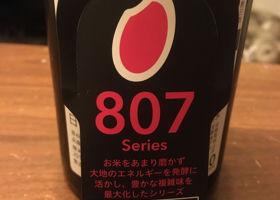 807
Series
お米をあまり磨かず
大地のエネルギーを発酵に
活かし、豊かな複雑味を
最大化したシリーズ